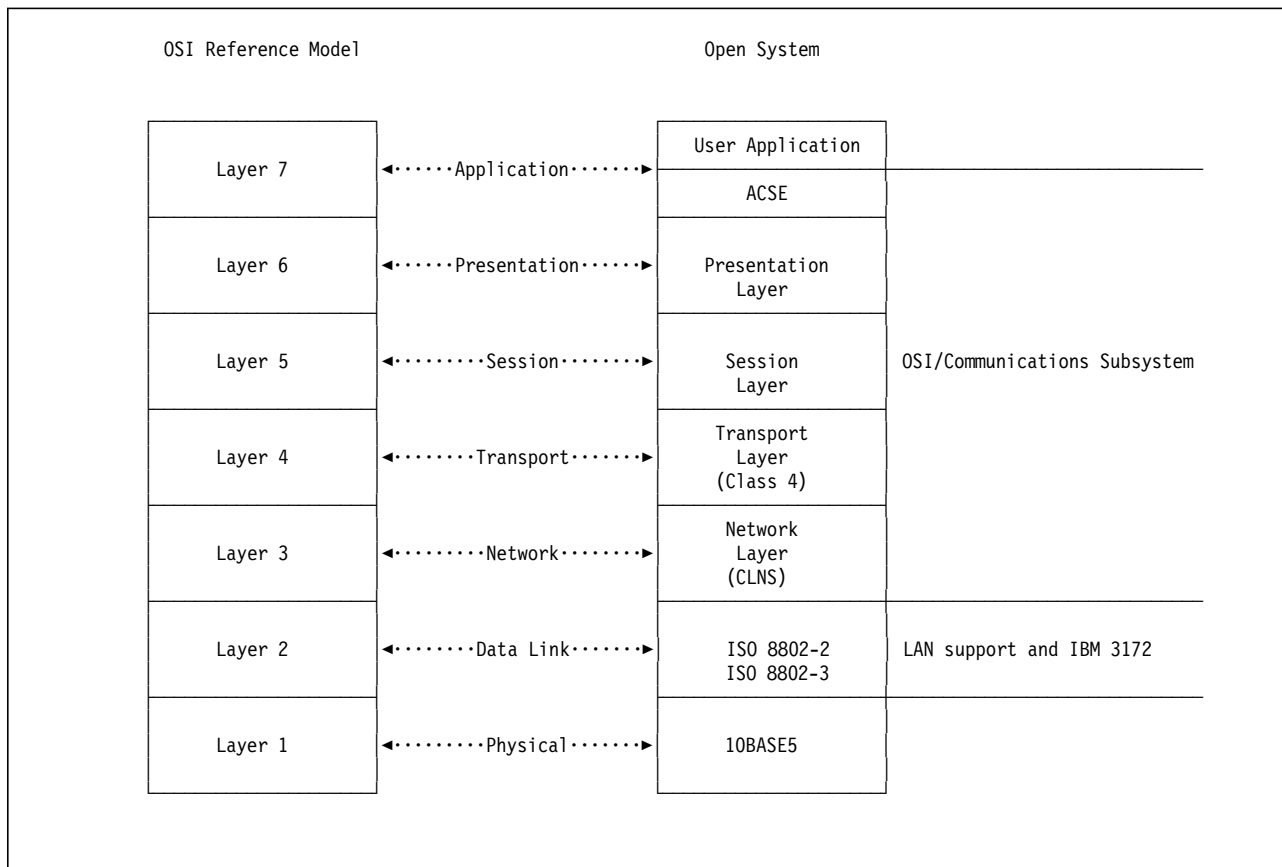 OSI Reference Model Open System
User Application
Layer 7 Application
ACSE
Layer 6 Presentation Presentation
Layer
Layer 5 Session Session OSI/Communications Subsystem
Layer
Transport
Layer 4 Transport Layer
(Class 4)
Network
Layer 3 Network Layer
(CLNS)
Layer 2 Data Link ISO 8802-2 LAN support and IBM 3172
ISO 8802-3
Layer 1 Physical 10BASE5